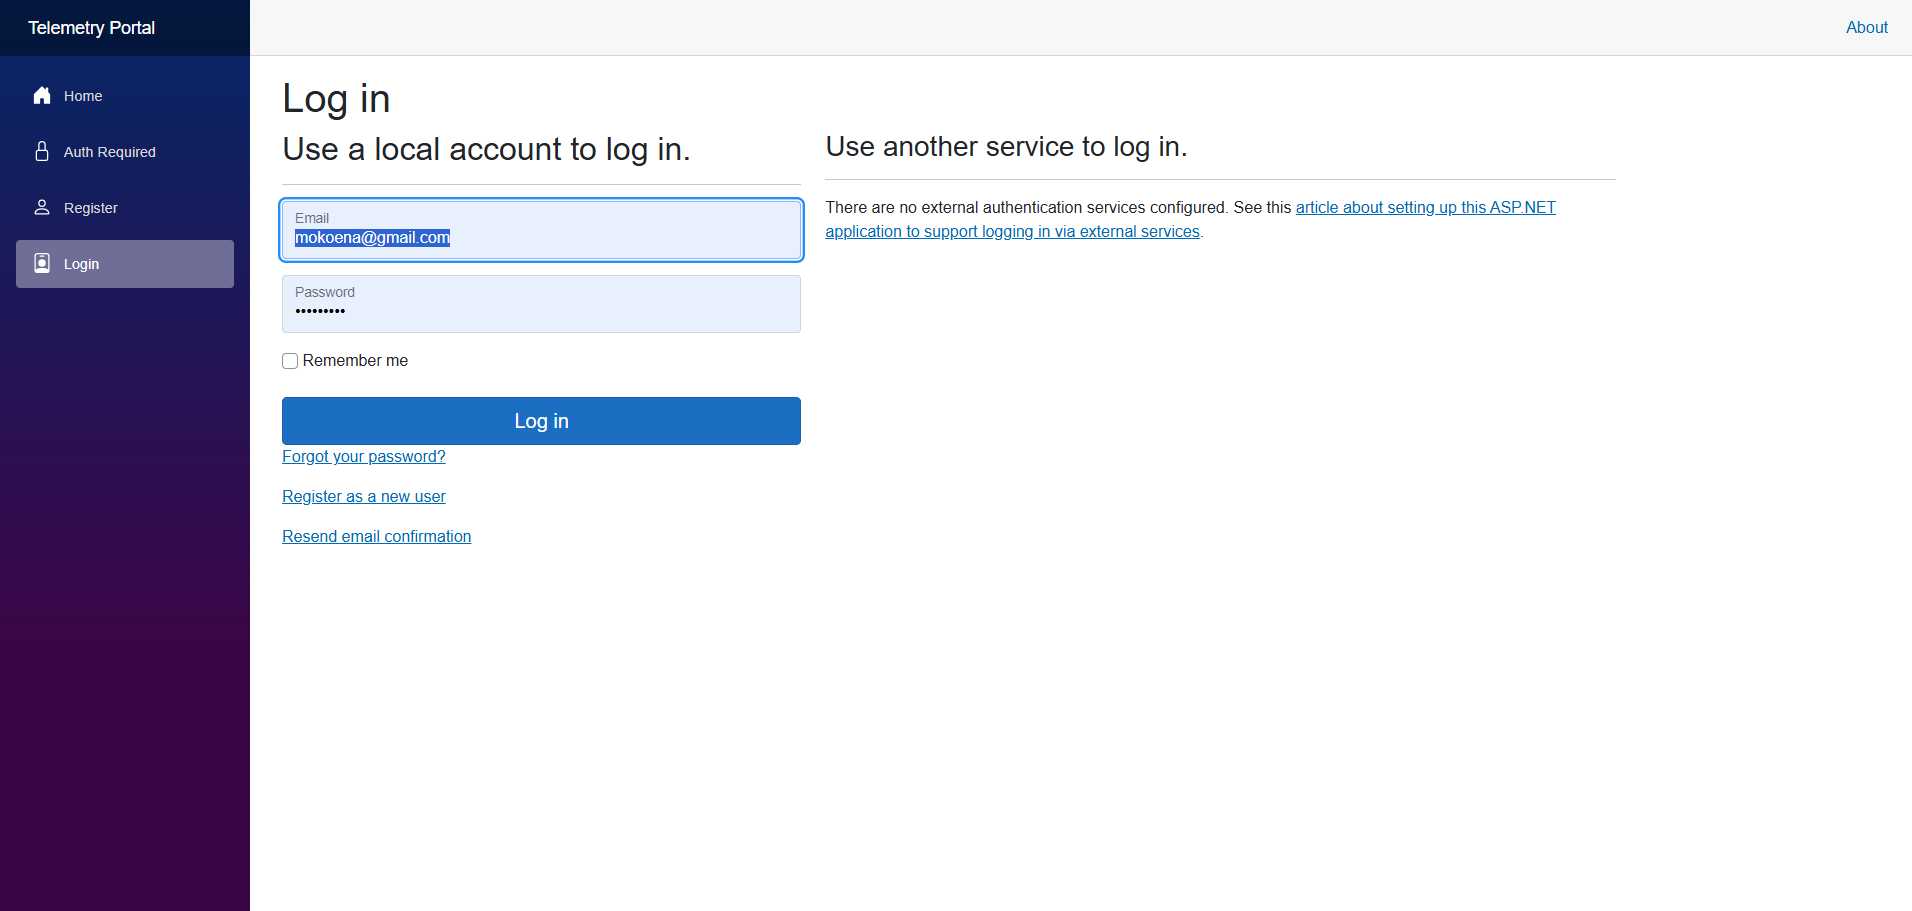 Telemetry Portal
About
Home
Auth Required
Register
Login
Log in
Use a local account to log in.
Email
mokoena@gmail.com
Password
•••••••••
Remember me
Log in
Forgot your password?
Register as a new user
Resend email confirmation
Use another service to log in.
There are no external authentication services configured. See this article about setting up this ASP.NET
application to support logging in via external services.